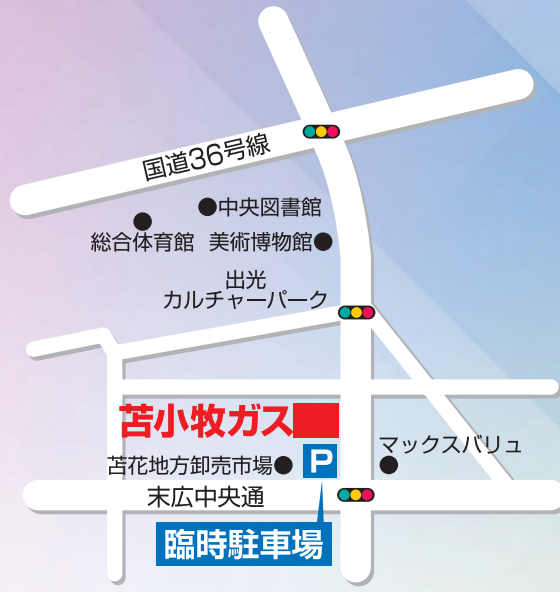 国道36号線
中央図書館
総合体育館
美術博物館
出光
カルチャーパーク
苫小牧ガス
マックスバリュ
苫花地方卸売市場
P
末広中央通
臨時駐車場